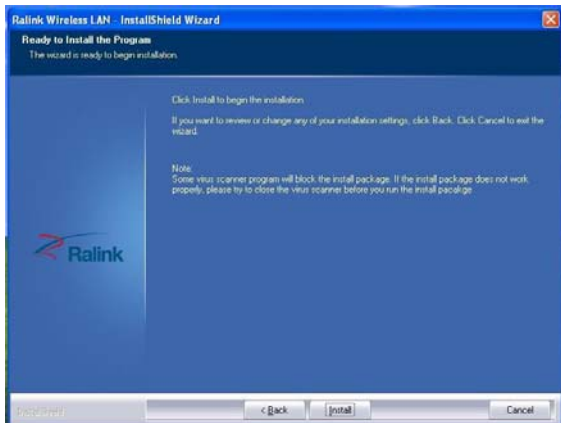 Ralink Wireless LAN - InstallShield Wizard
Ready to Install the Program
The wizard is ready to begin installation.
Click Install to begin the installation.
If you want to review or change any of your installation settings, click Back. Click Cancel to exit the
wizard.
Note:
Some virus scanner program will block the install package. If the install package does not work
properly, please try to close the virus scanner before you run the install pacakge
Ralink
InstallShield
< Back
Install
Cancel